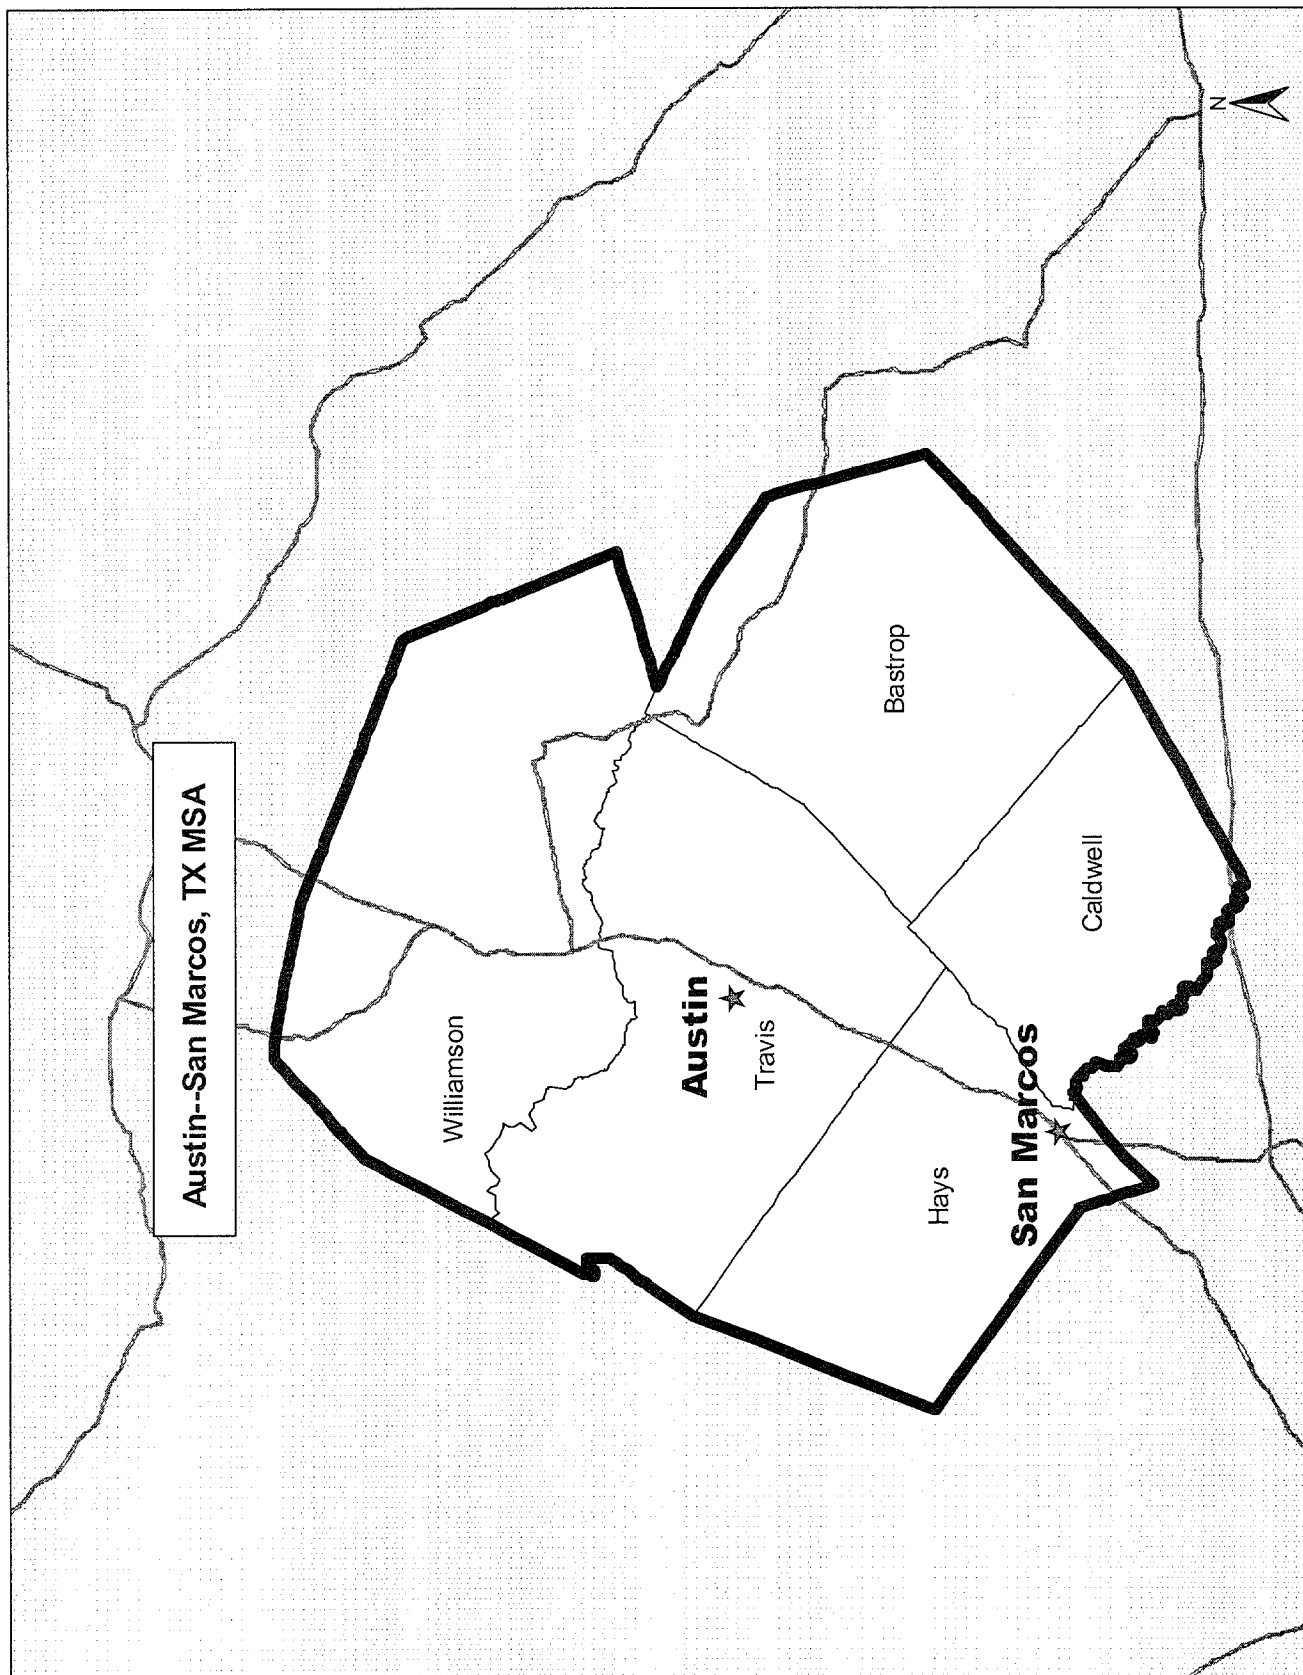 Austin--San Marcos, TX MSA
Williamson
Austin
Travis
Bastrop
Hays
Caldwell
San Marcos
N